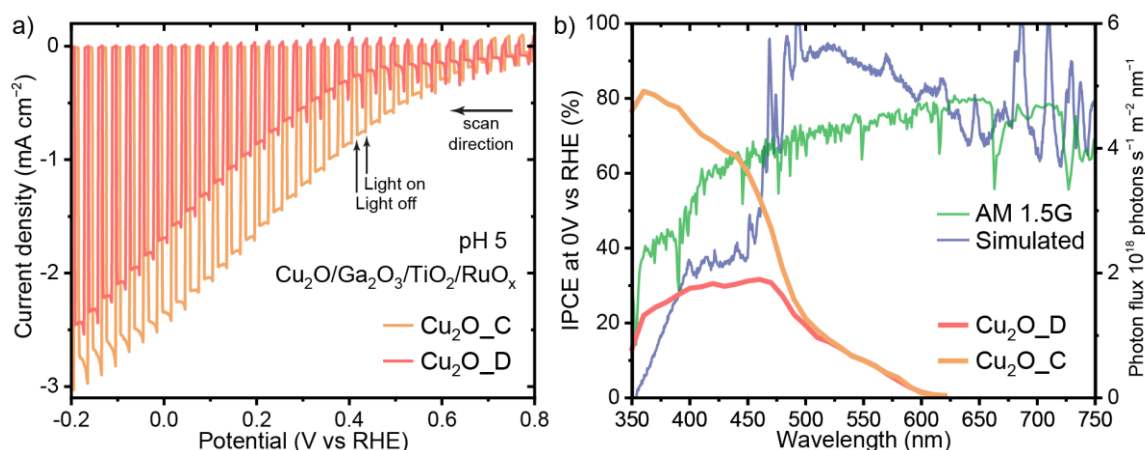 a)
Current density (mA cm⁻²)
0
-1
-2
-3
-0.2
0.0
0.2
0.4
0.6
0.8
Potential (V vs RHE)
scan
direction
Light on
Light off
pH 5
Cu₂O/Ga₂O₃/TiO₂/RuOₓ
Cu₂O_C
Cu₂O_D
b)
IPCE at 0V vs RHE (%)
100
80
60
40
20
0
350
400
450
500
550
600
650
700
750
Wavelength (nm)
6
4
2
0
Photon flux 10¹⁸ photons s⁻¹ m⁻² nm⁻¹
AM 1.5G
Simulated
Cu₂O_D
Cu₂O_C